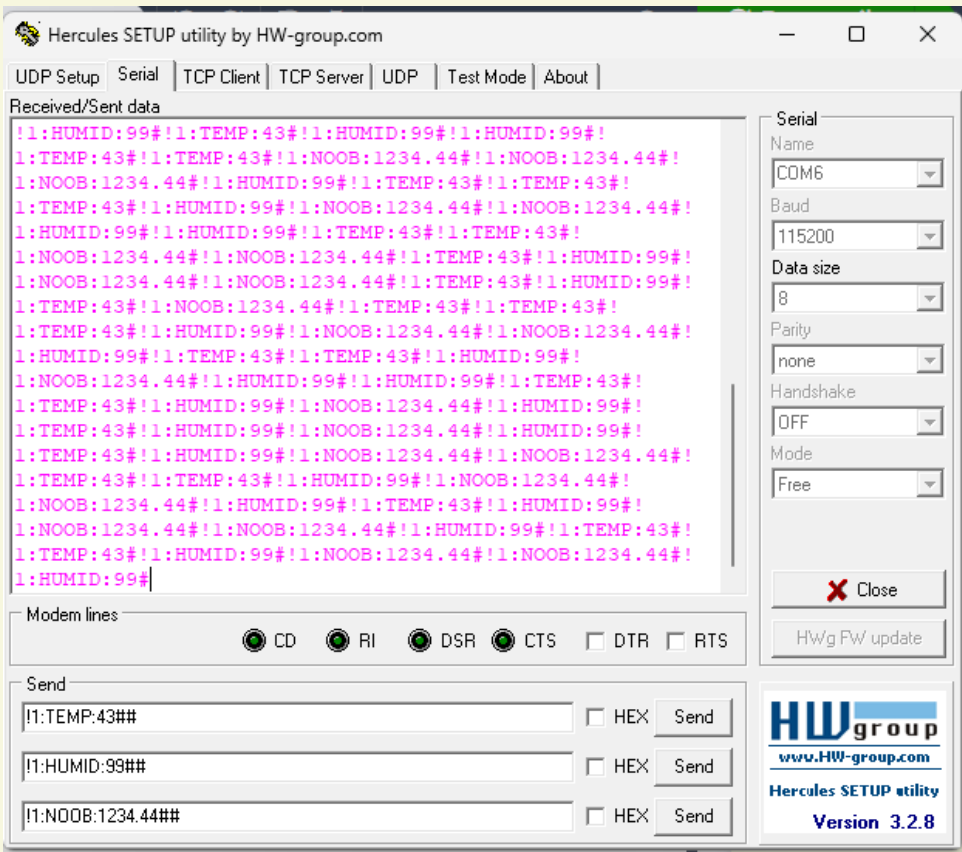 Hercules SETUP utility by HW-group.com
UDP Setup Serial TCP Client TCP Server UDP Test Mode About
Received/Sent data
!1:HUMID:99#!1:TEMP:43#!1:HUMID:99#!1:HUMID:99#!
1:TEMP:43#!1:TEMP:43#!1:NOOB:1234.44#!1:NOOB:1234.44#!
1:NOOB:1234.44#!1:HUMID:99#!1:TEMP:43#!1:TEMP:43#!
1:TEMP:43#!1:HUMID:99#!1:NOOB:1234.44#!1:NOOB:1234.44#!
1:HUMID:99#!1:HUMID:99#!1:TEMP:43#!1:TEMP:43#!
1:NOOB:1234.44#!1:NOOB:1234.44#!1:TEMP:43#!1:HUMID:99#!
1:NOOB:1234.44#!1:NOOB:1234.44#!1:TEMP:43#!1:HUMID:99#!
1:TEMP:43#!1:NOOB:1234.44#!1:TEMP:43#!1:TEMP:43#!
1:TEMP:43#!1:HUMID:99#!1:NOOB:1234.44#!1:NOOB:1234.44#!
1:HUMID:99#!1:TEMP:43#!1:TEMP:43#!1:HUMID:99#!
1:NOOB:1234.44#!1:HUMID:99#!1:HUMID:99#!1:TEMP:43#!
1:TEMP:43#!1:HUMID:99#!1:NOOB:1234.44#!1:HUMID:99#!
1:TEMP:43#!1:HUMID:99#!1:NOOB:1234.44#!1:HUMID:99#!
1:TEMP:43#!1:HUMID:99#!1:NOOB:1234.44#!1:NOOB:1234.44#!
1:TEMP:43#!1:TEMP:43#!1:HUMID:99#!1:NOOB:1234.44#!
1:NOOB:1234.44#!1:HUMID:99#!1:TEMP:43#!1:HUMID:99#!
1:NOOB:1234.44#!1:NOOB:1234.44#!1:HUMID:99#!1:TEMP:43#!
1:TEMP:43#!1:HUMID:99#!1:NOOB:1234.44#!1:NOOB:1234.44#!
1:HUMID:99#
Serial
Name
COM6
Baud
115200
Data size
8
Parity
none
Handshake
OFF
Mode
Free
Close
HWg FW update
Modem lines
CD RI DSR CTS DTR RTS
Send
!1:TEMP:43## HEX Send
!1:HUMID:99## HEX Send
!1:NOOB:1234.44## HEX Send
HW group
www.HW-group.com
Hercules SETUP utility
Version 3.2.8